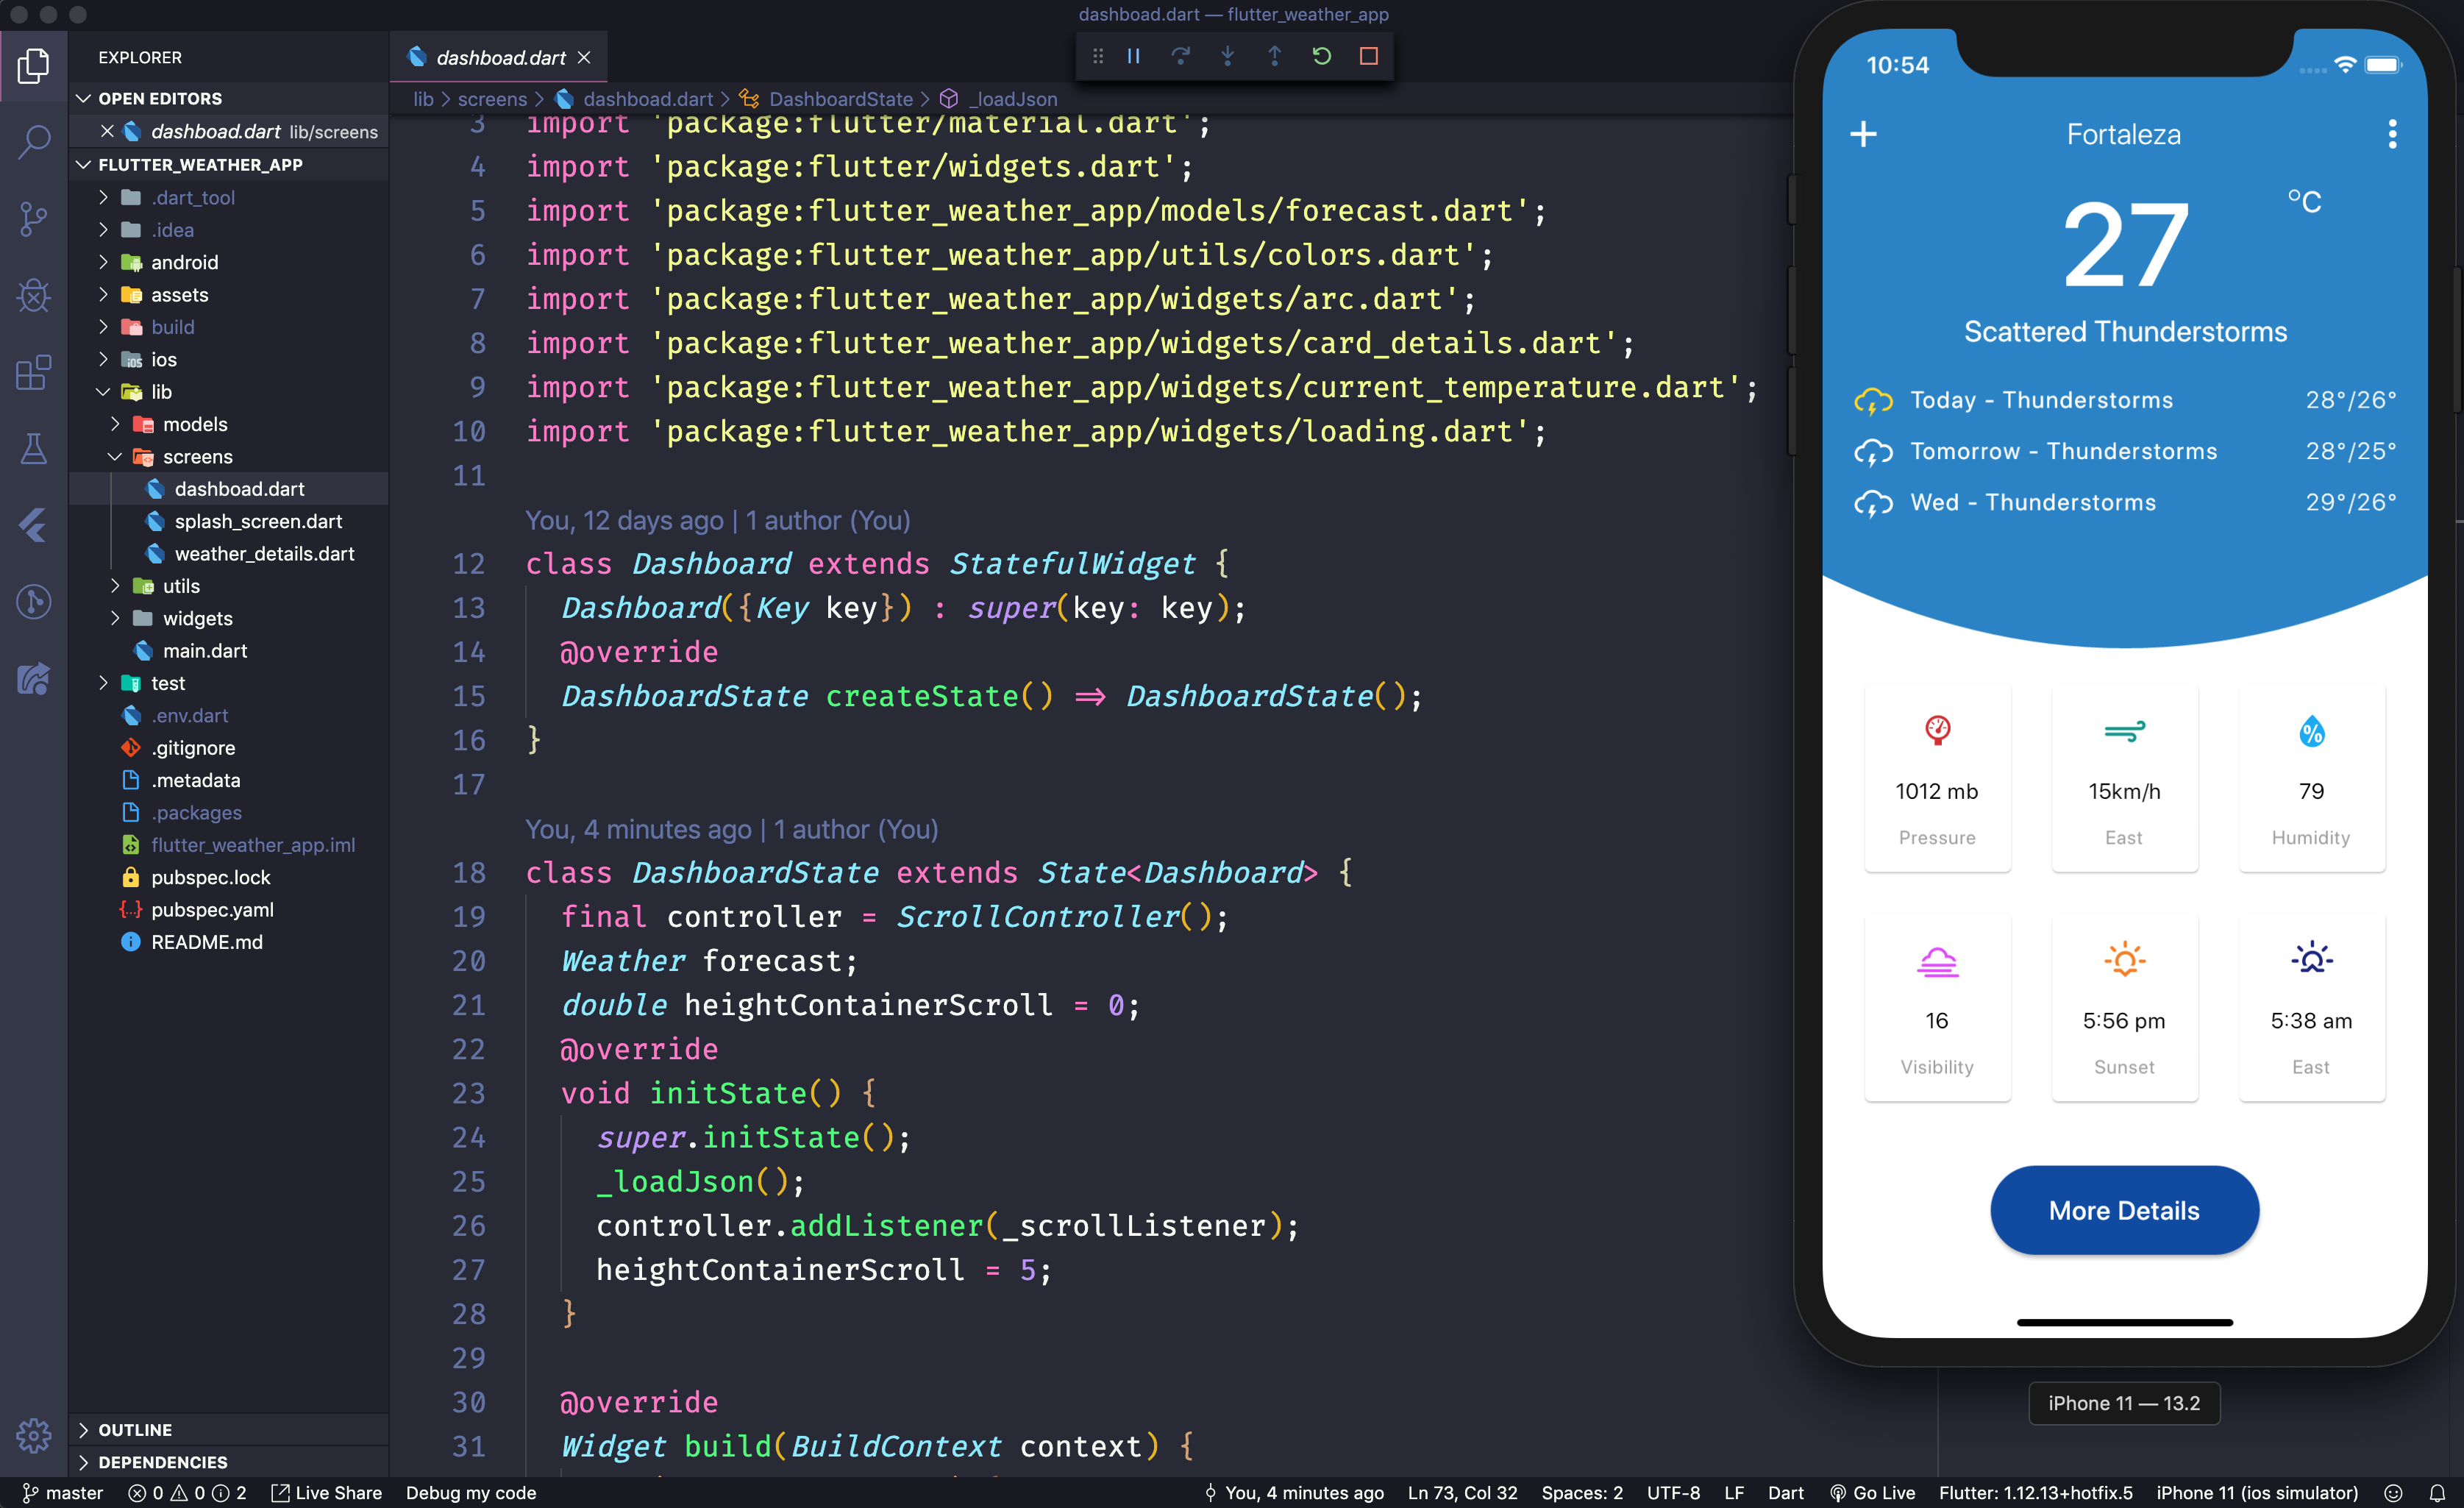 dashboad.dart — flutter_weather_app
EXPLORER
OPEN EDITORS
dashboad.dart lib/screens
FLUTTER_WEATHER_APP
.dart_tool
.idea
android
assets
build
ios
lib
models
screens
dashboad.dart
splash_screen.dart
weather_details.dart
utils
widgets
main.dart
test
.env.dart
.gitignore
.metadata
.packages
flutter_weather_app.iml
pubspec.lock
pubspec.yaml
README.md
OUTLINE
DEPENDENCIES
dashboad.dart
lib > screens > dashboad.dart > DashboardState > _loadJson
3 import 'package:flutter/material.dart';
4 import 'package:flutter/widgets.dart';
5 import 'package:flutter_weather_app/models/forecast.dart';
6 import 'package:flutter_weather_app/utils/colors.dart';
7 import 'package:flutter_weather_app/widgets/arc.dart';
8 import 'package:flutter_weather_app/widgets/card_details.dart';
9 import 'package:flutter_weather_app/widgets/current_temperature.dart';
10 import 'package:flutter_weather_app/widgets/loading.dart';
11
You, 12 days ago | 1 author (You)
12 class Dashboard extends StatefulWidget {
13 Dashboard({Key key}) : super(key: key);
14 @override
15 DashboardState createState() => DashboardState();
16 }
17
You, 4 minutes ago | 1 author (You)
18 class DashboardState extends State<Dashboard> {
19 final controller = ScrollController();
20 Weather forecast;
21 double heightContainerScroll = 0;
22 @override
23 void initState() {
24 super.initState();
25 _loadJson();
26 controller.addListener(_scrollListener);
27 heightContainerScroll = 5;
28 }
29
30 @override
31 Widget build(BuildContext context) {
10:54
Fortaleza
27 °C
Scattered Thunderstorms
Today - Thunderstorms 28°/26°
Tomorrow - Thunderstorms 28°/25°
Wed - Thunderstorms 29°/26°
%
1012 mb 15km/h 79
Pressure East Humidity
16 5:56 pm 5:38 am
Visibility Sunset East
More Details
iPhone 11 — 13.2
master 0 0 2 Live Share Debug my code You, 4 minutes ago Ln 73, Col 32 Spaces: 2 UTF-8 LF Dart Go Live Flutter: 1.12.13+hotfix.5 iPhone 11 (ios simulator)